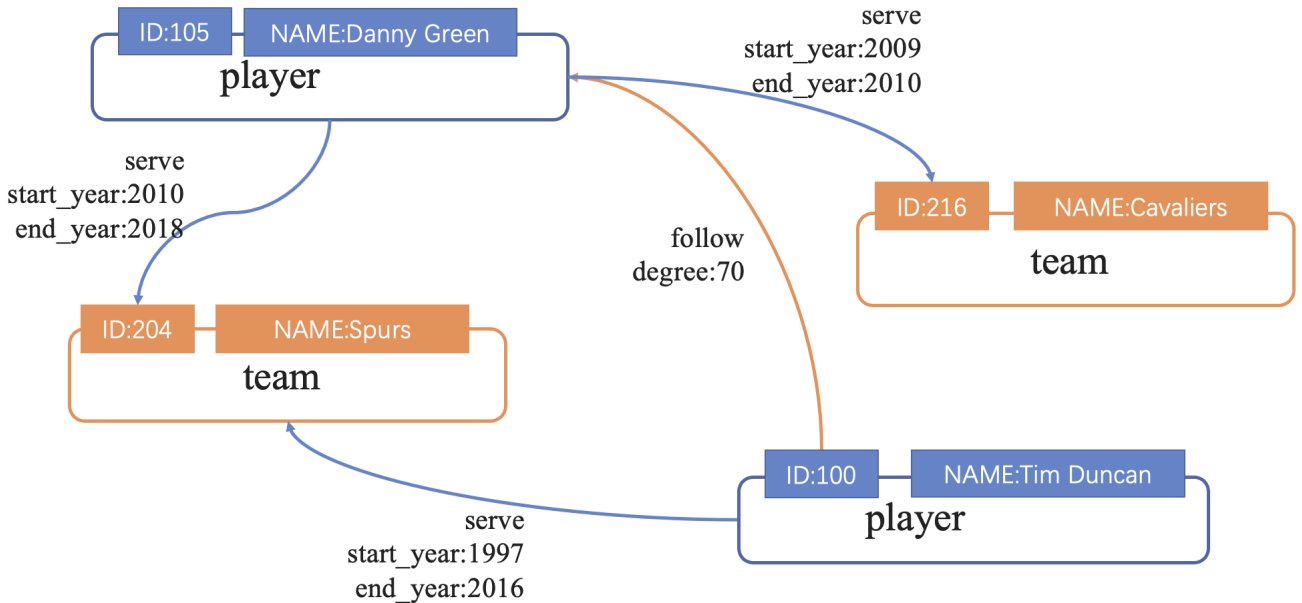 ID:105
NAME:Danny Green
player
serve
start_year:2009
end_year:2010
serve
start_year:2010
end_year:2018
ID:216
NAME:Cavaliers
team
follow
degree:70
ID:204
NAME:Spurs
team
ID:100
NAME:Tim Duncan
player
serve
start_year:1997
end_year:2016